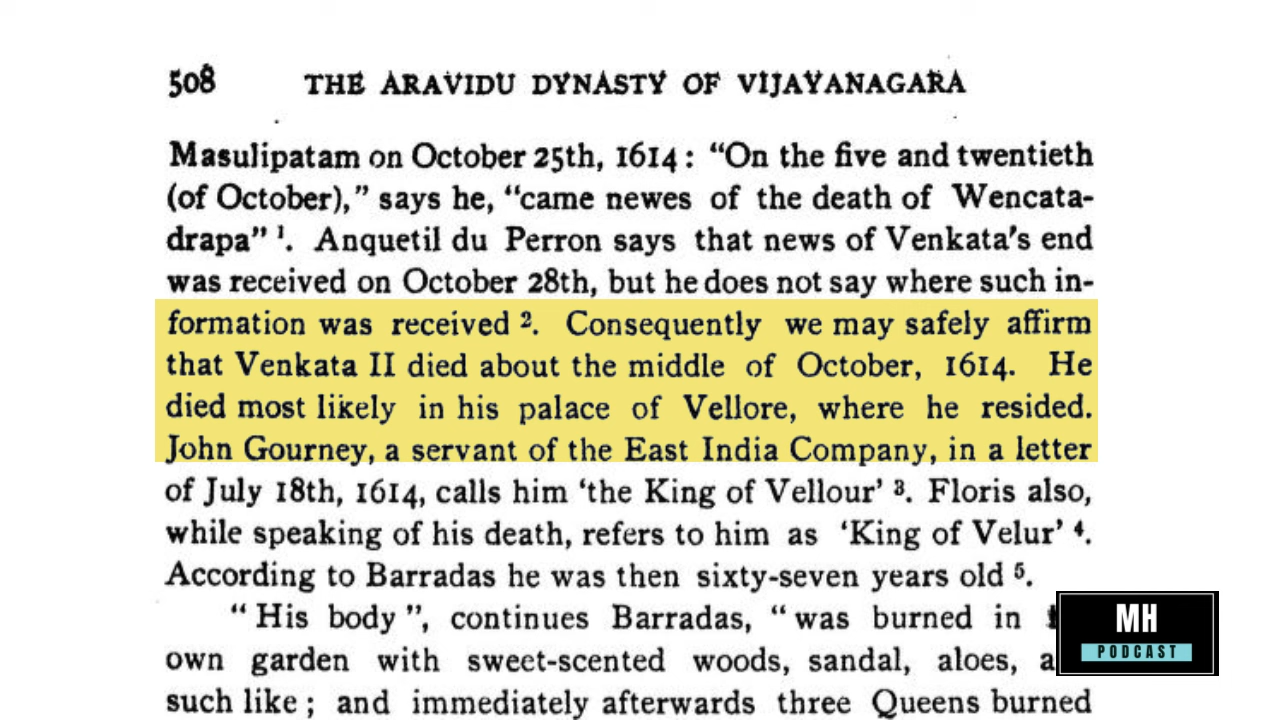 508 THE ARAVIDU DYNASTY OF VIJAYANAGARA
Masulipatam on October 25th, 1614 : “On the five and twentieth
(of October),” says he, “came newes of the death of Wencata-
drapa” ¹. Anquetil du Perron says that news of Venkata's end
was received on October 28th, but he does not say where such in-
formation was received ². Consequently we may safely affirm
that Venkata II died about the middle of October, 1614. He
died most likely in his palace of Vellore, where he resided.
John Gourney, a servant of the East India Company, in a letter
of July 18th, 1614, calls him ‘the King of Vellour’ ³. Floris also,
while speaking of his death, refers to him as ‘King of Velur’ ⁴.
According to Barradas he was then sixty-seven years old ⁵.
“ His body ”, continues Barradas, “ was burned in
own garden with sweet-scented woods, sandal, aloes,
such like ; and immediately afterwards three Queens burned
MH
PODCAST